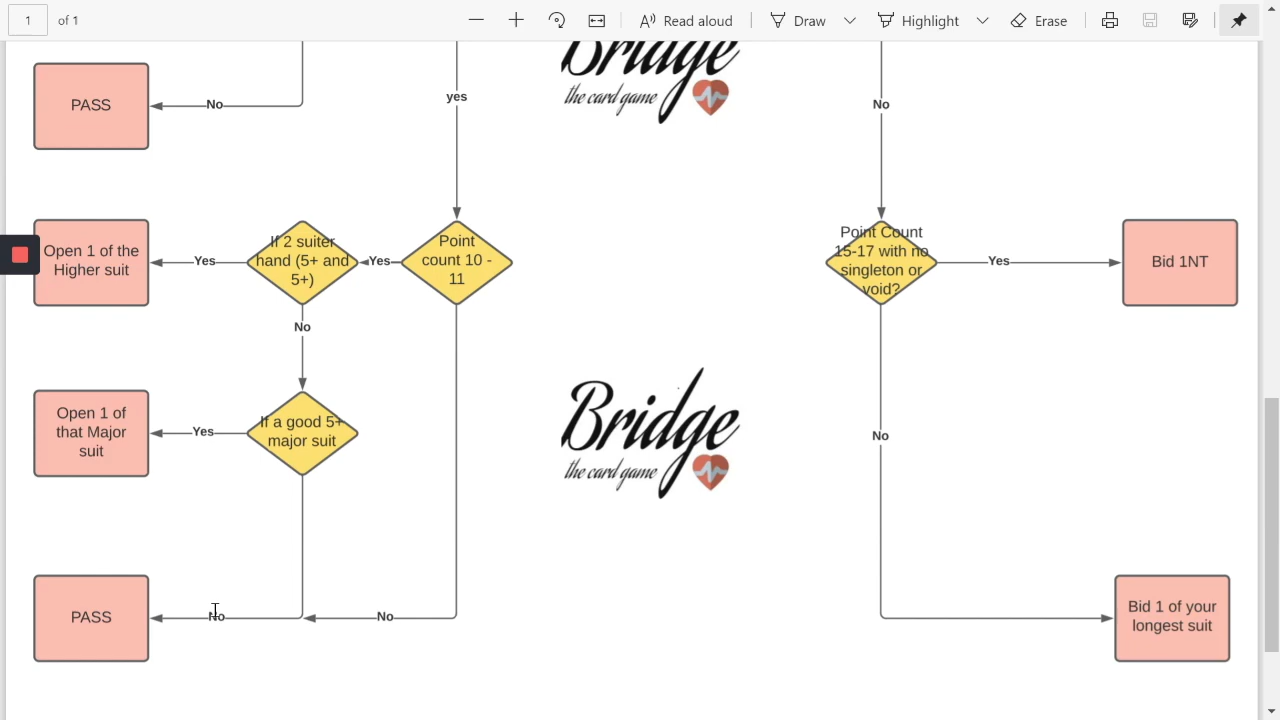 1 of 1 Read aloud Draw Highlight Erase
Bridge
the card game
PASS
No
yes
No
Open 1 of the
Higher suit
Yes
If 2 suiter
hand (5+ and
5+)
Yes
Point
count 10 -
11
Point Count
15-17 with no
singleton or
void?
Yes
Bid 1NT
No
Open 1 of
that Major
suit
Yes
If a good 5+
major suit
Bridge
the card game
No
PASS
No
No
Bid 1 of your
longest suit